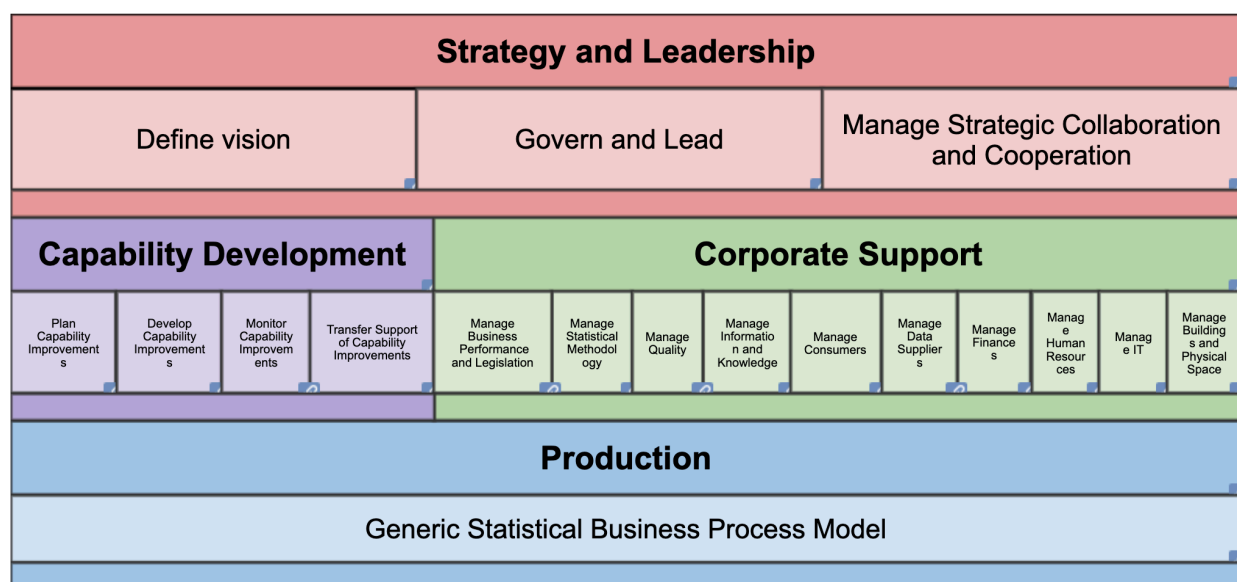 Strategy and Leadership
Define vision
Govern and Lead
Manage Strategic Collaboration
and Cooperation
Capability Development
Corporate Support
Plan
Capability
Improvement
s
Develop
Capability
Improvement
s
Monitor
Capability
Improvem
ents
Transfer Support
of Capability
Improvements
Manage
Business
Performance
and Legislation
Manage
Statistical
Methodol
ogy
Manage
Quality
Manage
Informatio
n and
Knowledge
Manage
Consumers
Manage
Data
Supplier
s
Manage
Finance
s
Manag
e
Human
Resour
ces
Manag
e IT
Manage
Building
s and
Physical
Space
Production
Generic Statistical Business Process Model